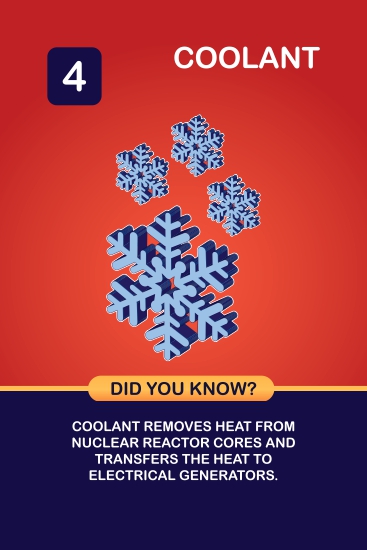 COOLANT
4
DID YOU KNOW?
COOLANT REMOVES HEAT FROM
NUCLEAR REACTOR CORES AND
TRANSFERS THE HEAT TO
ELECTRICAL GENERATORS.